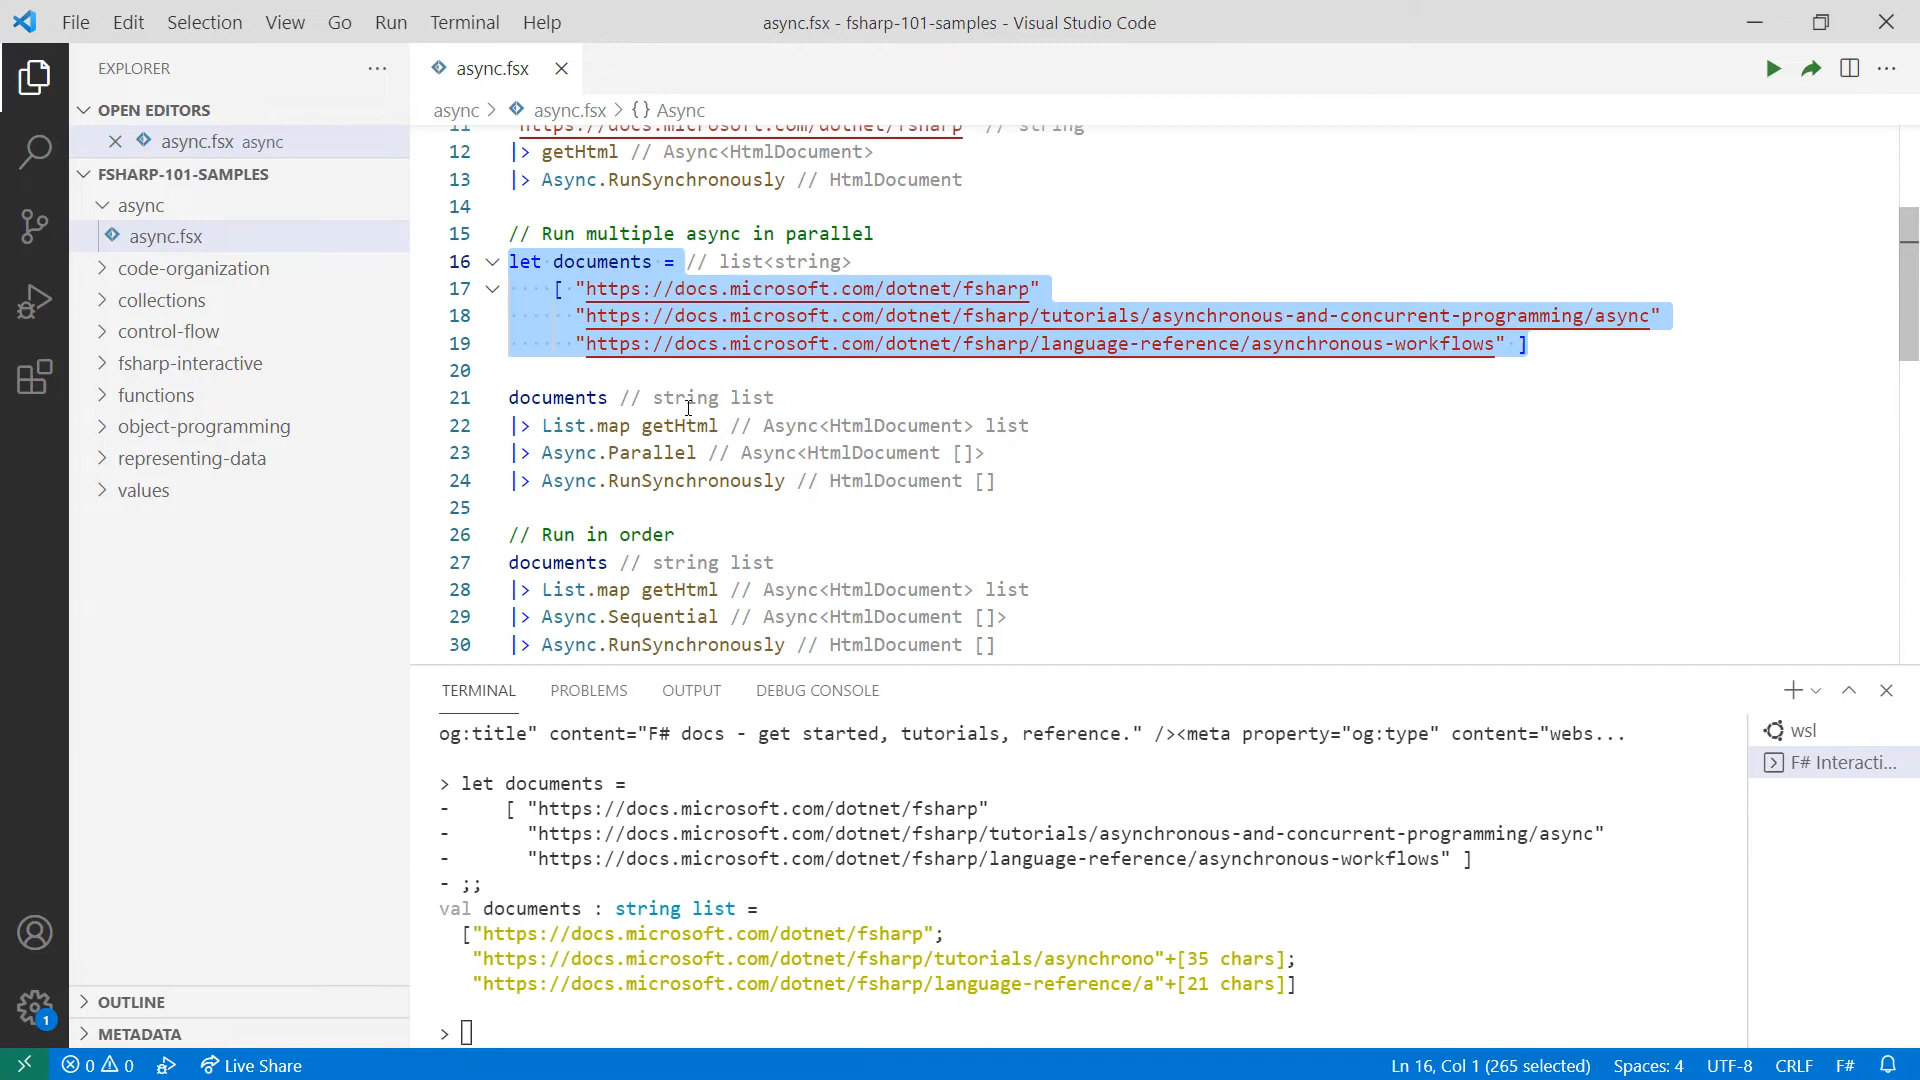 File Edit Selection View Go Run Terminal Help
async.fsx - fsharp-101-samples - Visual Studio Code
EXPLORER
OPEN EDITORS
async.fsx async
FSHARP-101-SAMPLES
async
async.fsx
code-organization
collections
control-flow
fsharp-interactive
functions
object-programming
representing-data
values
OUTLINE
METADATA
async.fsx
async > async.fsx > {} Async
11 "https://docs.microsoft.com/dotnet/fsharp" // string
12 |> getHtml // Async<HtmlDocument>
13 |> Async.RunSynchronously // HtmlDocument
14
15 // Run multiple async in parallel
16 let documents = // list<string>
17 [ "https://docs.microsoft.com/dotnet/fsharp"
18 "https://docs.microsoft.com/dotnet/fsharp/tutorials/asynchronous-and-concurrent-programming/async"
19 "https://docs.microsoft.com/dotnet/fsharp/language-reference/asynchronous-workflows" ]
20
21 documents // string list
22 |> List.map getHtml // Async<HtmlDocument> list
23 |> Async.Parallel // Async<HtmlDocument []>
24 |> Async.RunSynchronously // HtmlDocument []
25
26 // Run in order
27 documents // string list
28 |> List.map getHtml // Async<HtmlDocument> list
29 |> Async.Sequential // Async<HtmlDocument []>
30 |> Async.RunSynchronously // HtmlDocument []
TERMINAL PROBLEMS OUTPUT DEBUG CONSOLE
og:title" content="F# docs - get started, tutorials, reference." /><meta property="og:type" content="webs...
> let documents =
- [ "https://docs.microsoft.com/dotnet/fsharp"
- "https://docs.microsoft.com/dotnet/fsharp/tutorials/asynchronous-and-concurrent-programming/async"
- "https://docs.microsoft.com/dotnet/fsharp/language-reference/asynchronous-workflows" ]
- ;;
val documents : string list =
["https://docs.microsoft.com/dotnet/fsharp";
"https://docs.microsoft.com/dotnet/fsharp/tutorials/asynchrono"+[35 chars];
"https://docs.microsoft.com/dotnet/fsharp/language-reference/a"+[21 chars]]
>
wsl
F# Interacti...
1
0 0 Live Share
Ln 16, Col 1 (265 selected) Spaces: 4 UTF-8 CRLF F#